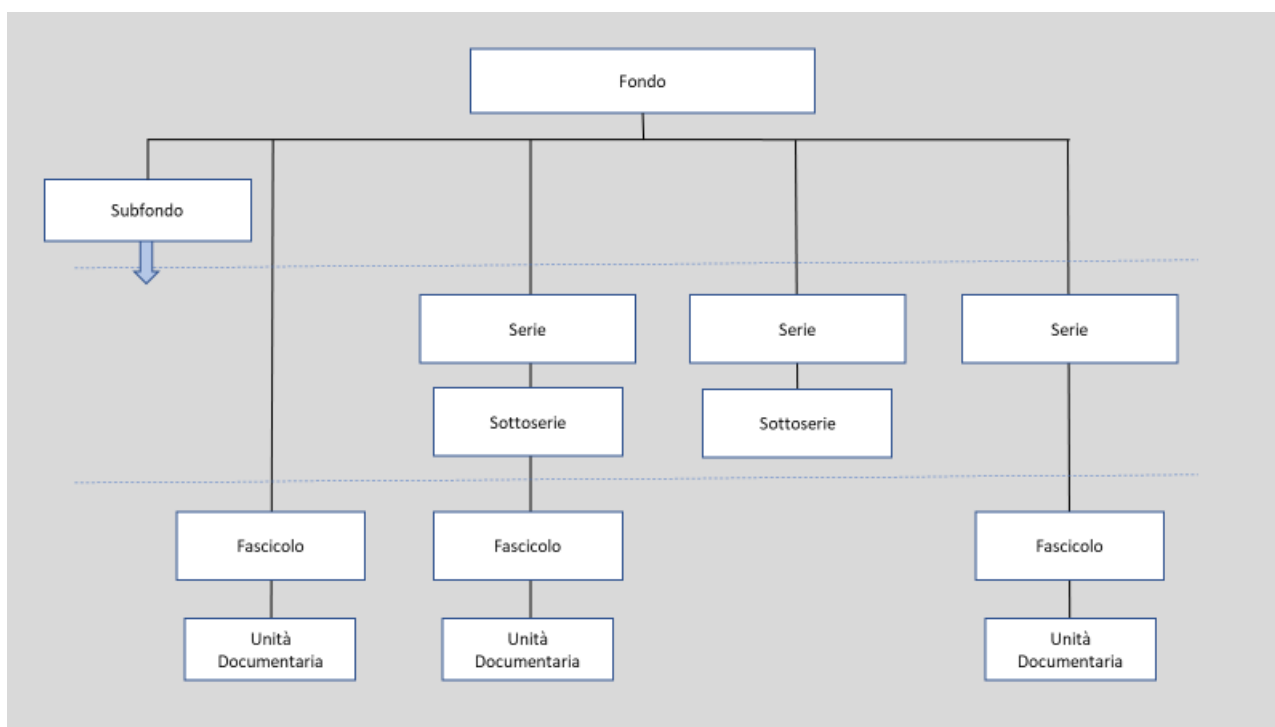 Fondo
Subfondo
Serie
Serie
Serie
Sottoserie
Sottoserie
Fascicolo
Fascicolo
Fascicolo
Unità
Documentaria
Unità
Documentaria
Unità
Documentaria